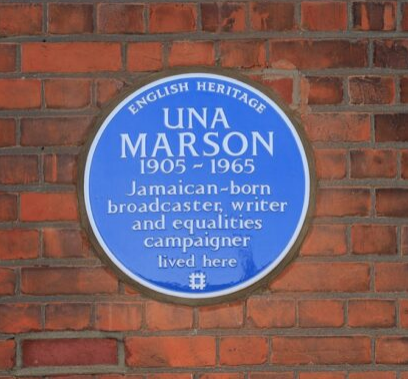 ENGLISH HERITAGE
UNA
MARSON
1905 ~ 1965
Jamaican-born
broadcaster, writer
and equalities
campaigner
lived here